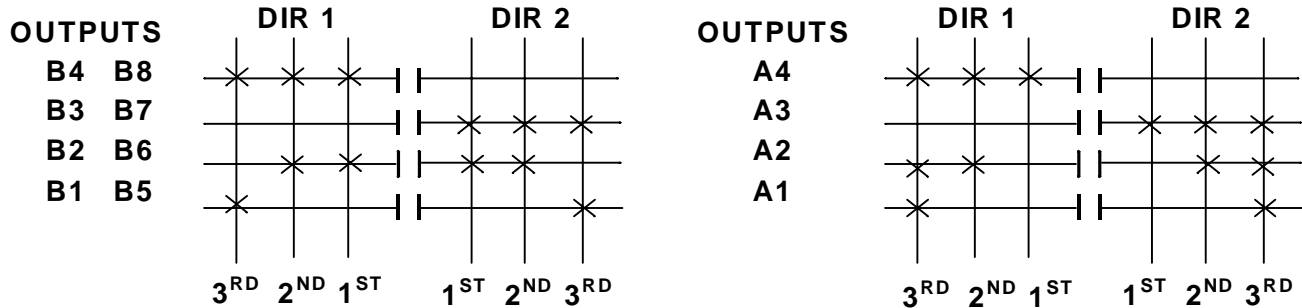 DIR 1 DIR 2
OUTPUTS
B4 B8
B3 B7
B2 B6
B1 B5
3RD 2ND 1ST 1ST 2ND 3RD
DIR 1 DIR 2
OUTPUTS
A4
A3
A2
A1
3RD 2ND 1ST 1ST 2ND 3RD